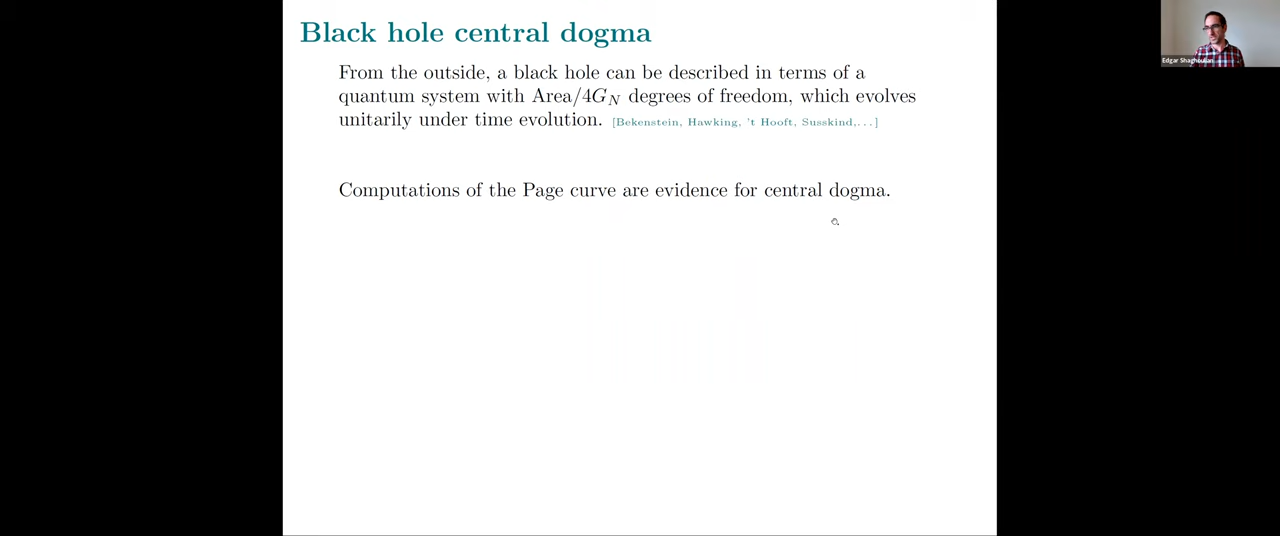 Black hole central dogma
From the outside, a black hole can be described in terms of a
quantum system with Area/4G_N degrees of freedom, which evolves
unitarily under time evolution. [Bekenstein, Hawking, 't Hooft, Susskind,...]
Computations of the Page curve are evidence for central dogma.
Edgar Shaghoulian